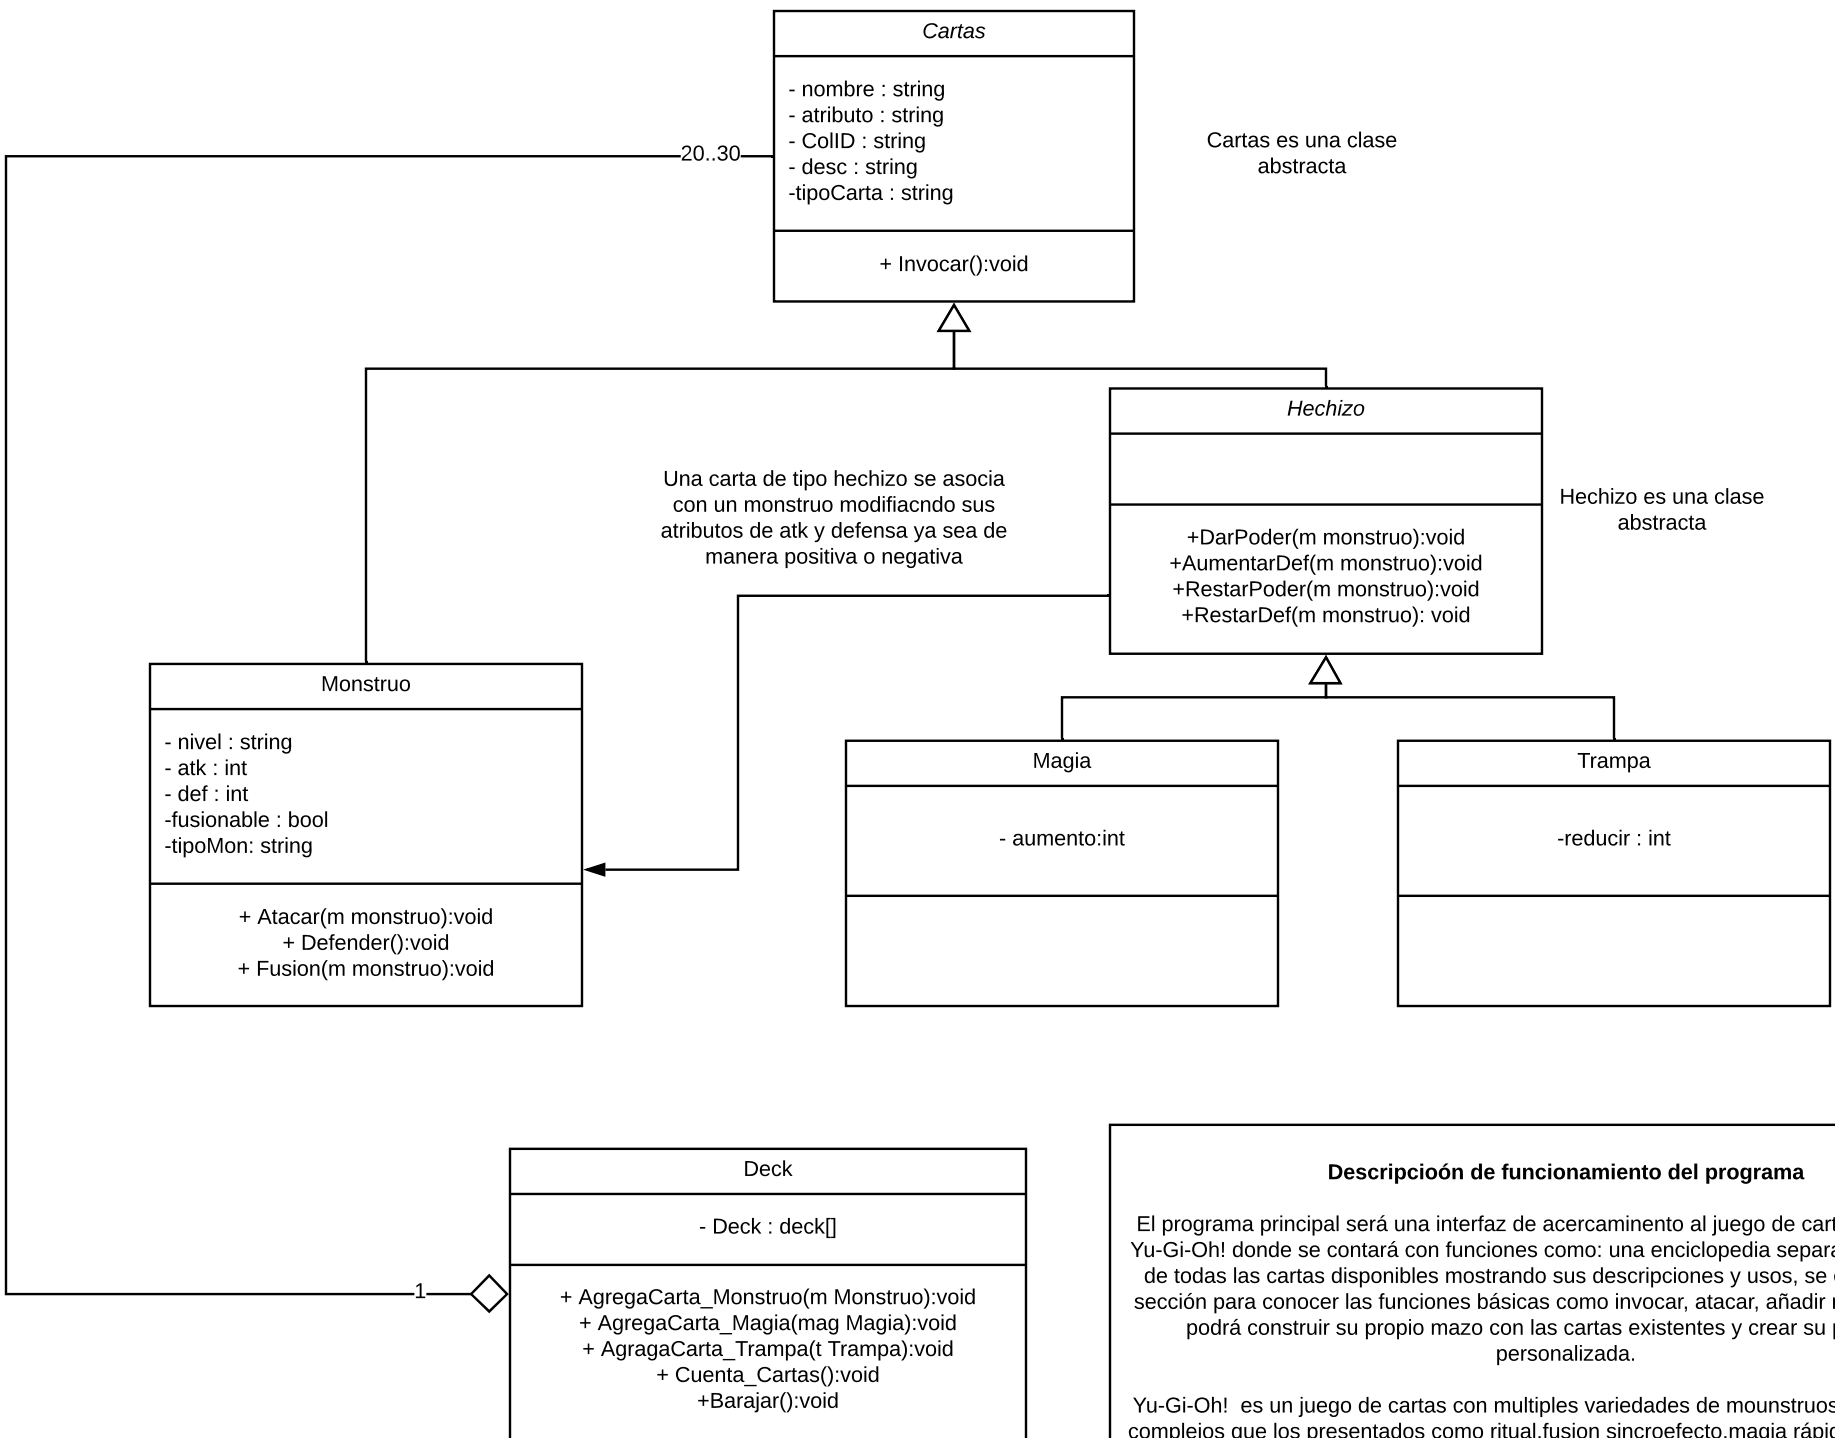 Cartas
- nombre : string
- atributo : string
- ColID : string
- desc : string
-tipoCarta : string
+ Invocar():void
Cartas es una clase
abstracta
20..30
Hechizo
+DarPoder(m monstruo):void
+AumentarDef(m monstruo):void
+RestarPoder(m monstruo):void
+RestarDef(m monstruo): void
Hechizo es una clase
abstracta
Una carta de tipo hechizo se asocia
con un monstruo modifiacndo sus
atributos de atk y defensa ya sea de
manera positiva o negativa
Monstruo
- nivel : string
- atk : int
- def : int
-fusionable : bool
-tipoMon: string
+ Atacar(m monstruo):void
+ Defender():void
+ Fusion(m monstruo):void
Magia
- aumento:int
Trampa
-reducir : int
1
Deck
- Deck : deck[]
+ AgregaCarta_Monstruo(m Monstruo):void
+ AgregaCarta_Magia(mag Magia):void
+ AgragaCarta_Trampa(t Trampa):void
+ Cuenta_Cartas():void
+Barajar():void
Descripcioón de funcionamiento del programa
El programa principal será una interfaz de acercaminento al juego de
Yu-Gi-Oh! donde se contará con funciones como: una enciclopedia
de todas las cartas disponibles mostrando sus descripciones y usos, se
sección para conocer las funciones básicas como invocar, atacar, añadir
podrá construir su propio mazo con las cartas existentes y crear su
personalizada.
Yu-Gi-Oh!  es un juego de cartas con multiples variedades de mounstruos
complejos que los presentados como ritual,fusion sincroefecto,magia